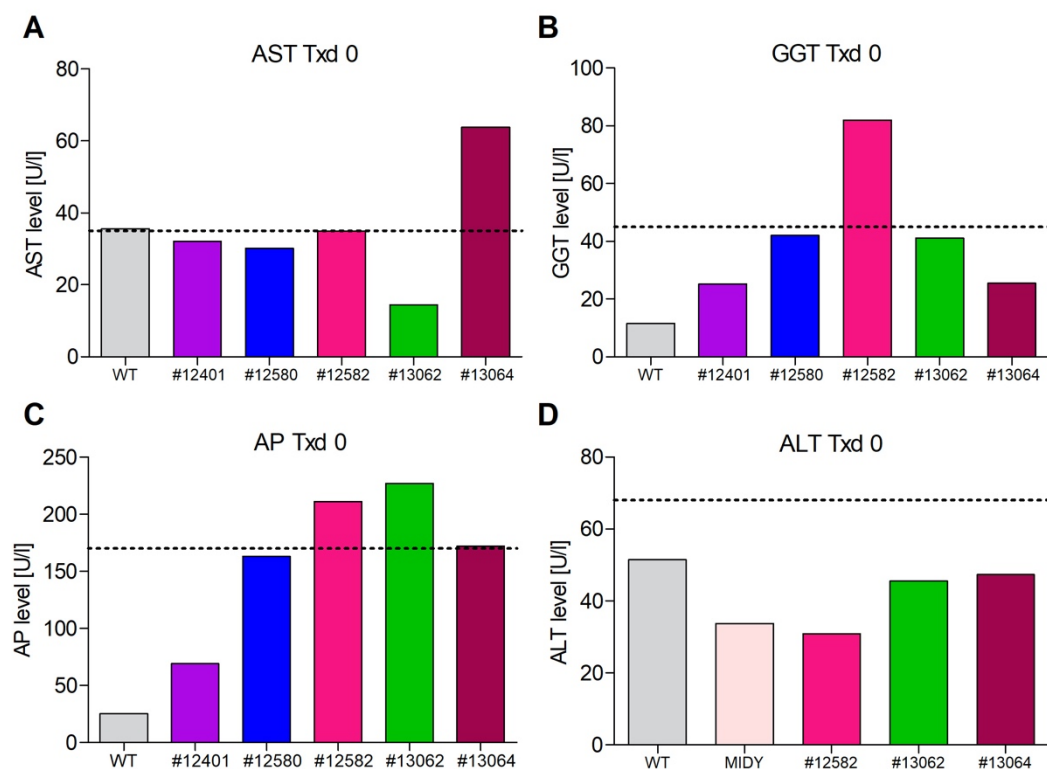 A
AST Txd 0
AST level [U/l]
80
60
40
20
0
WT #12401 #12580 #12582 #13062 #13064
B
GGT Txd 0
GGT level [U/l]
100
80
60
40
20
0
WT #12401 #12580 #12582 #13062 #13064
C
AP Txd 0
AP level [U/l]
250
200
150
100
50
0
WT #12401 #12580 #12582 #13062 #13064
D
ALT Txd 0
ALT level [U/l]
80
60
40
20
0
WT MIDY #12582 #13062 #13064